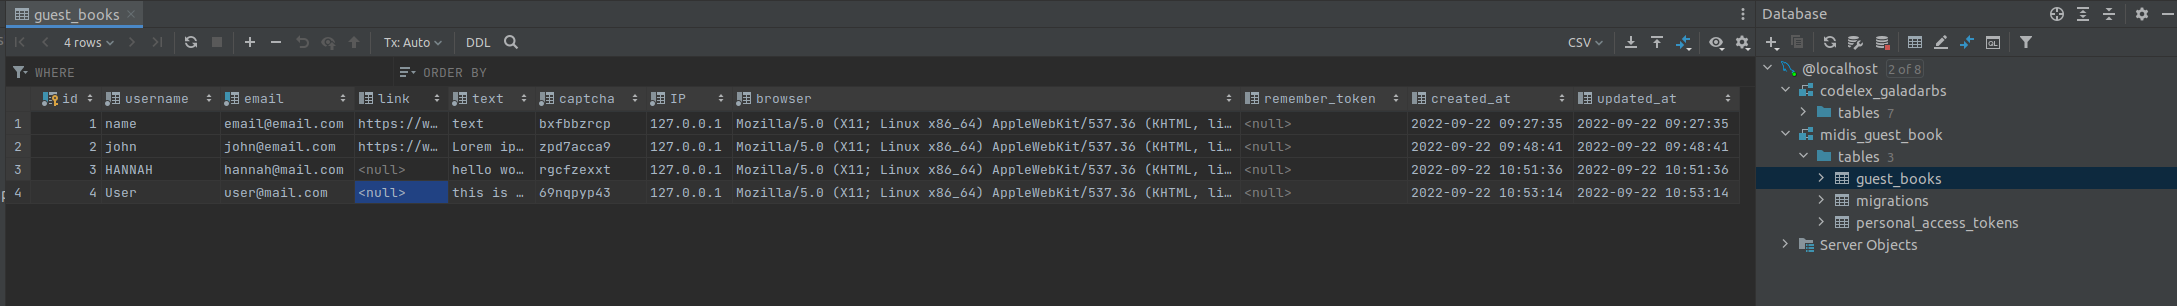 guest_books
Database
4 rows
Tx: Auto
DDL
CSV
WHERE
ORDER BY
id username email link text captcha IP browser remember_token created_at updated_at
1 1 name email@email.com https://w… text bxfbbzrcp 127.0.0.1 Mozilla/5.0 (X11; Linux x86_64) AppleWebKit/537.36 (KHTML, li… <null> 2022-09-22 09:27:35 2022-09-22 09:27:35
2 2 john john@email.com https://w… Lorem ip… zpd7acca9 127.0.0.1 Mozilla/5.0 (X11; Linux x86_64) AppleWebKit/537.36 (KHTML, li… <null> 2022-09-22 09:48:41 2022-09-22 09:48:41
3 3 HANNAH hannah@mail.com <null> hello wo… rgcfzexxt 127.0.0.1 Mozilla/5.0 (X11; Linux x86_64) AppleWebKit/537.36 (KHTML, li… <null> 2022-09-22 10:51:36 2022-09-22 10:51:36
4 4 User user@mail.com <null> this is … 69nqpyp43 127.0.0.1 Mozilla/5.0 (X11; Linux x86_64) AppleWebKit/537.36 (KHTML, li… <null> 2022-09-22 10:53:14 2022-09-22 10:53:14
@localhost 2 of 8
codelex_galadarbs
tables 7
midis_guest_book
tables 3
guest_books
migrations
personal_access_tokens
Server Objects